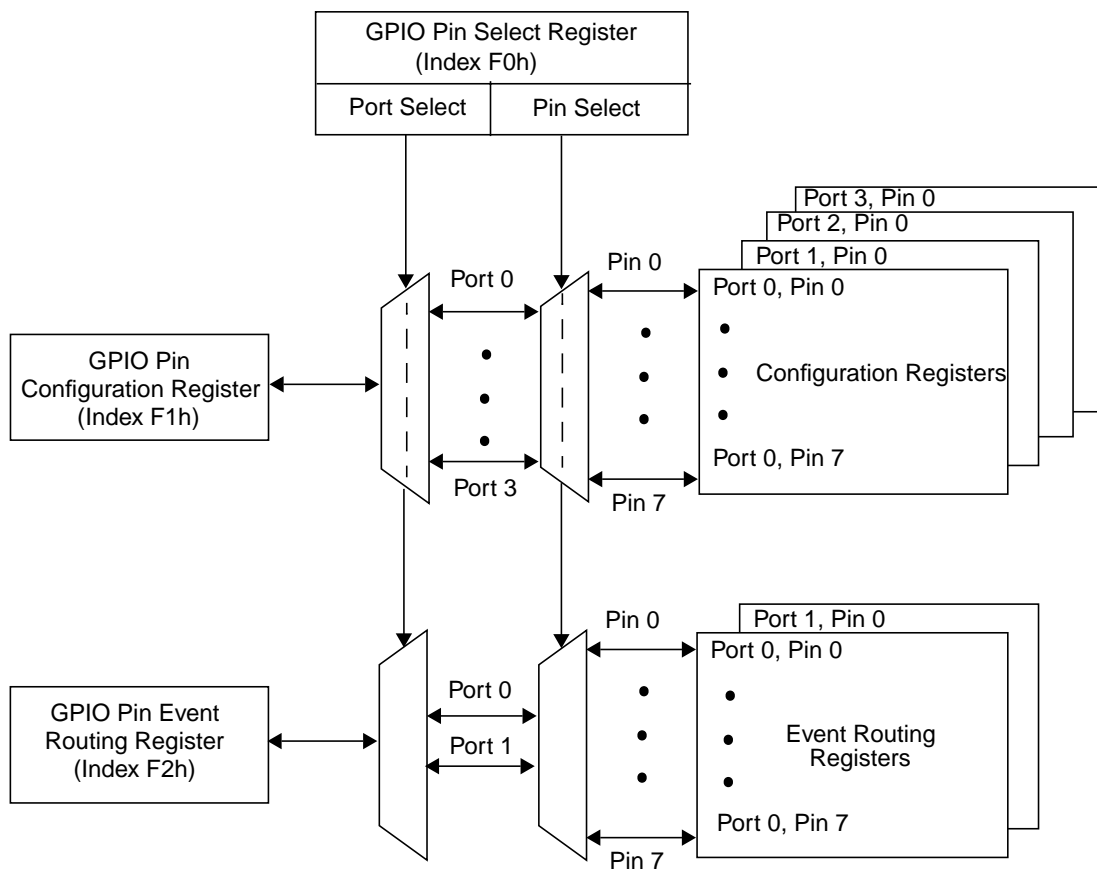 GPIO Pin Select Register
(Index F0h)
Port Select
Pin Select
Port 3, Pin 0
Port 2, Pin 0
Port 1, Pin 0
Port 0
Pin 0
Port 0, Pin 0
GPIO Pin
Configuration Register
(Index F1h)
Configuration Registers
Port 0, Pin 7
Port 3
Pin 7
Port 1, Pin 0
Pin 0
Port 0, Pin 0
Port 0
GPIO Pin Event
Routing Register
(Index F2h)
Port 1
Event Routing
Registers
Port 0, Pin 7
Pin 7